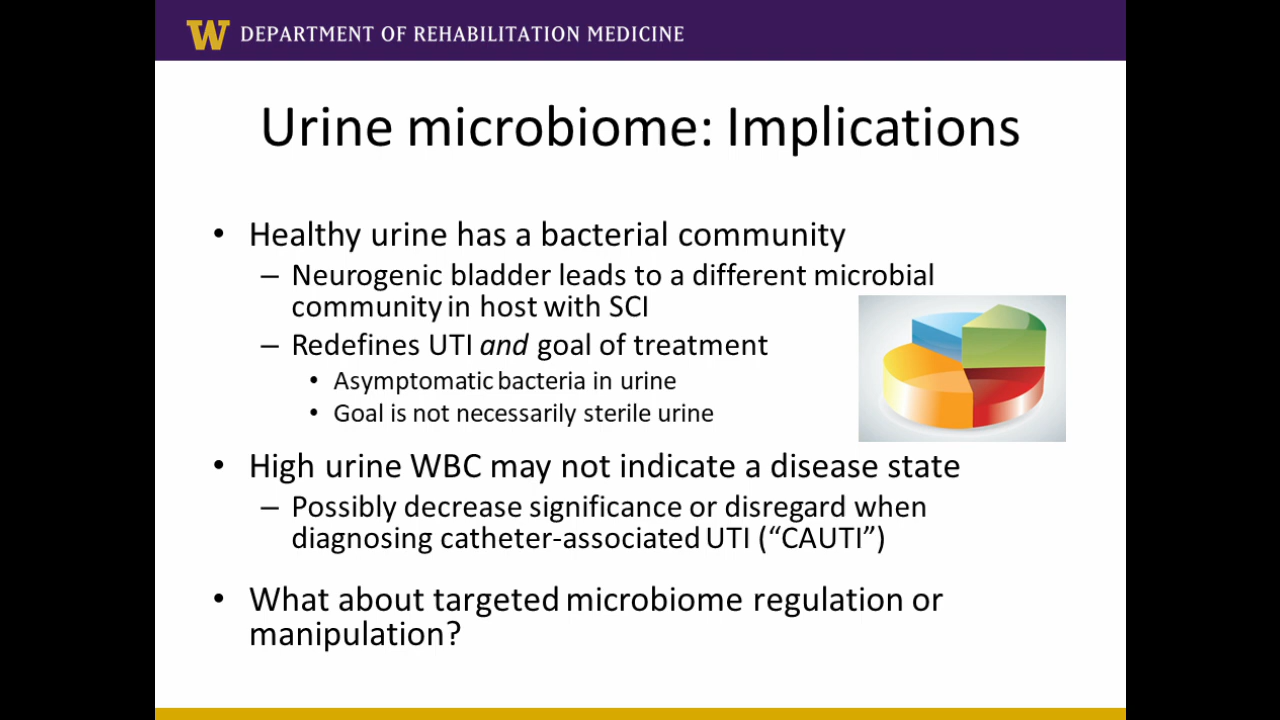 W DEPARTMENT OF REHABILITATION MEDICINE
Urine microbiome: Implications
• Healthy urine has a bacterial community
– Neurogenic bladder leads to a different microbial
community in host with SCI
– Redefines UTI and goal of treatment
• Asymptomatic bacteria in urine
• Goal is not necessarily sterile urine
• High urine WBC may not indicate a disease state
– Possibly decrease significance or disregard when
diagnosing catheter-associated UTI (“CAUTI”)
• What about targeted microbiome regulation or
manipulation?